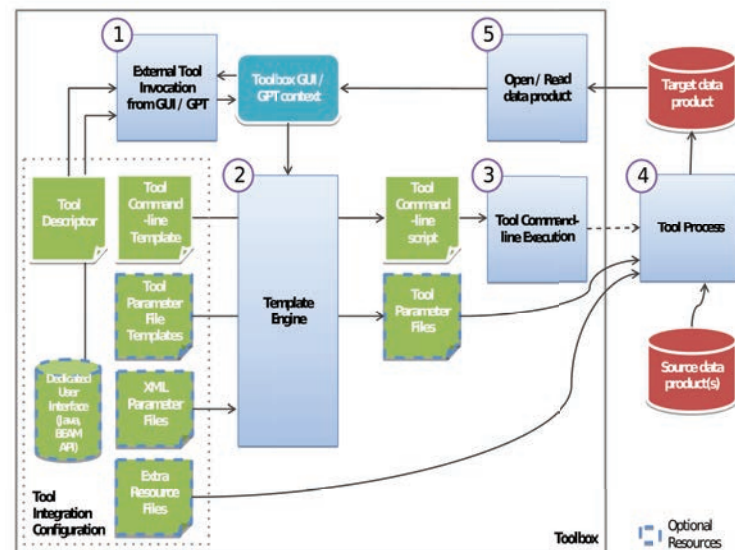 1
External Tool
Invocation
from GUI / GPT
Toolbox GUI /
GPT context
5
Open / Read
data product
Target data
product
Tool
Descriptor
Tool
Command
-line
Template
2
Template
Engine
Tool
Command
-line
script
3
Tool Command-
line Execution
4
Tool Process
Tool
Parameter
File
Templates
Tool
Parameter
Files
Source data
product(s)
Dedicated
User
Interface
(Java,
BEAM
API)
XML
Parameter
Files
Extra
Resource
Files
Tool
Integration
Configuration
Toolbox
Optional
Resources